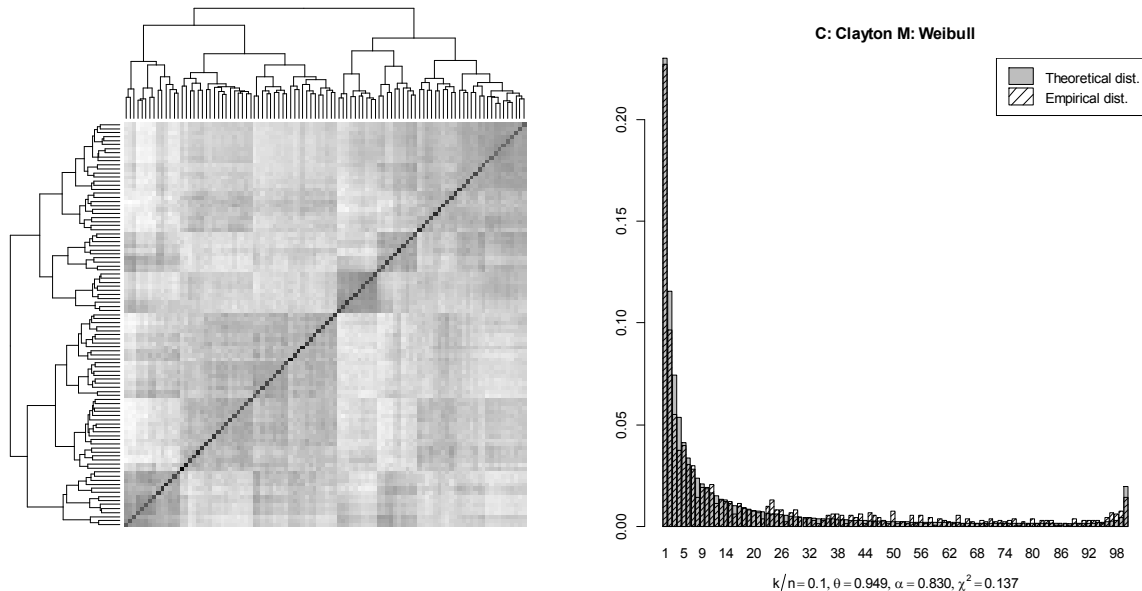 C: Clayton M: Weibull
Theoretical dist.
Empirical dist.
0.20
0.15
0.10
0.05
0.00
1 5 9 14 20 26 32 38 44 50 56 62 68 74 80 86 92 98
k/n = 0.1, θ = 0.949, α = 0.830, χ² = 0.137